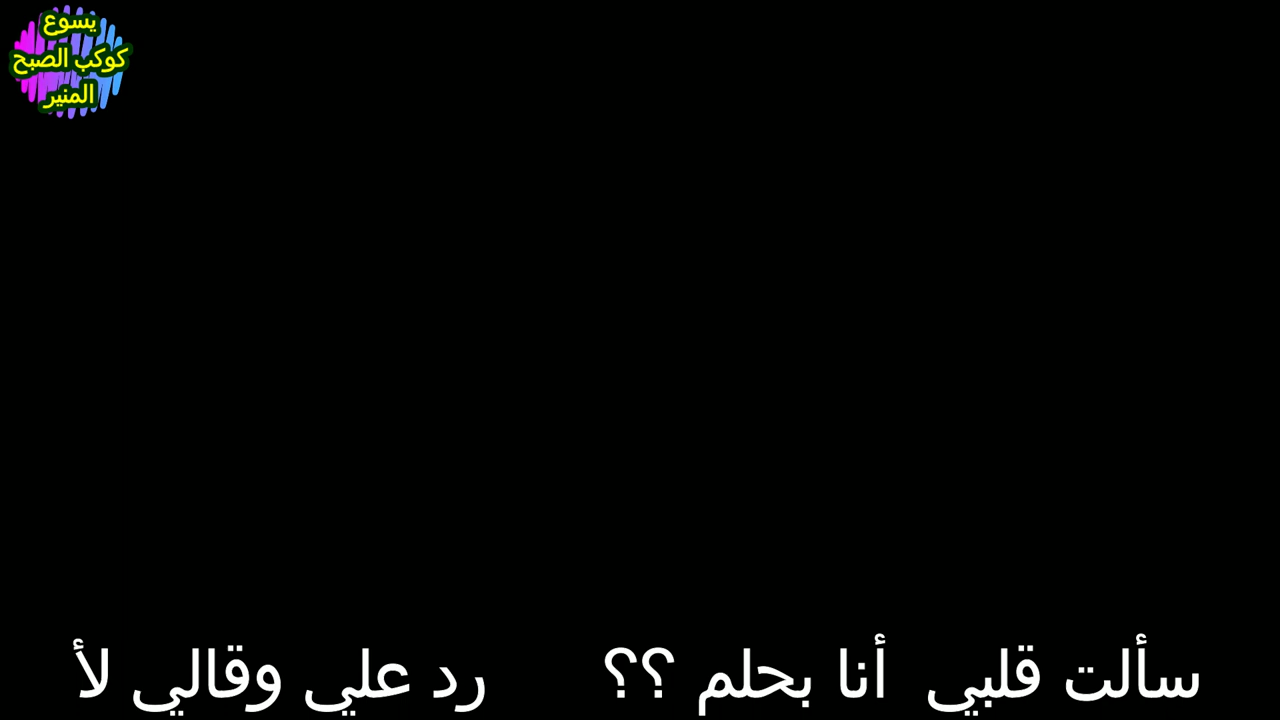 يسوع
كوكب الصبح
المنير
سألت قلبي أنا بحلم ؟؟ رد علي وقالي لأ